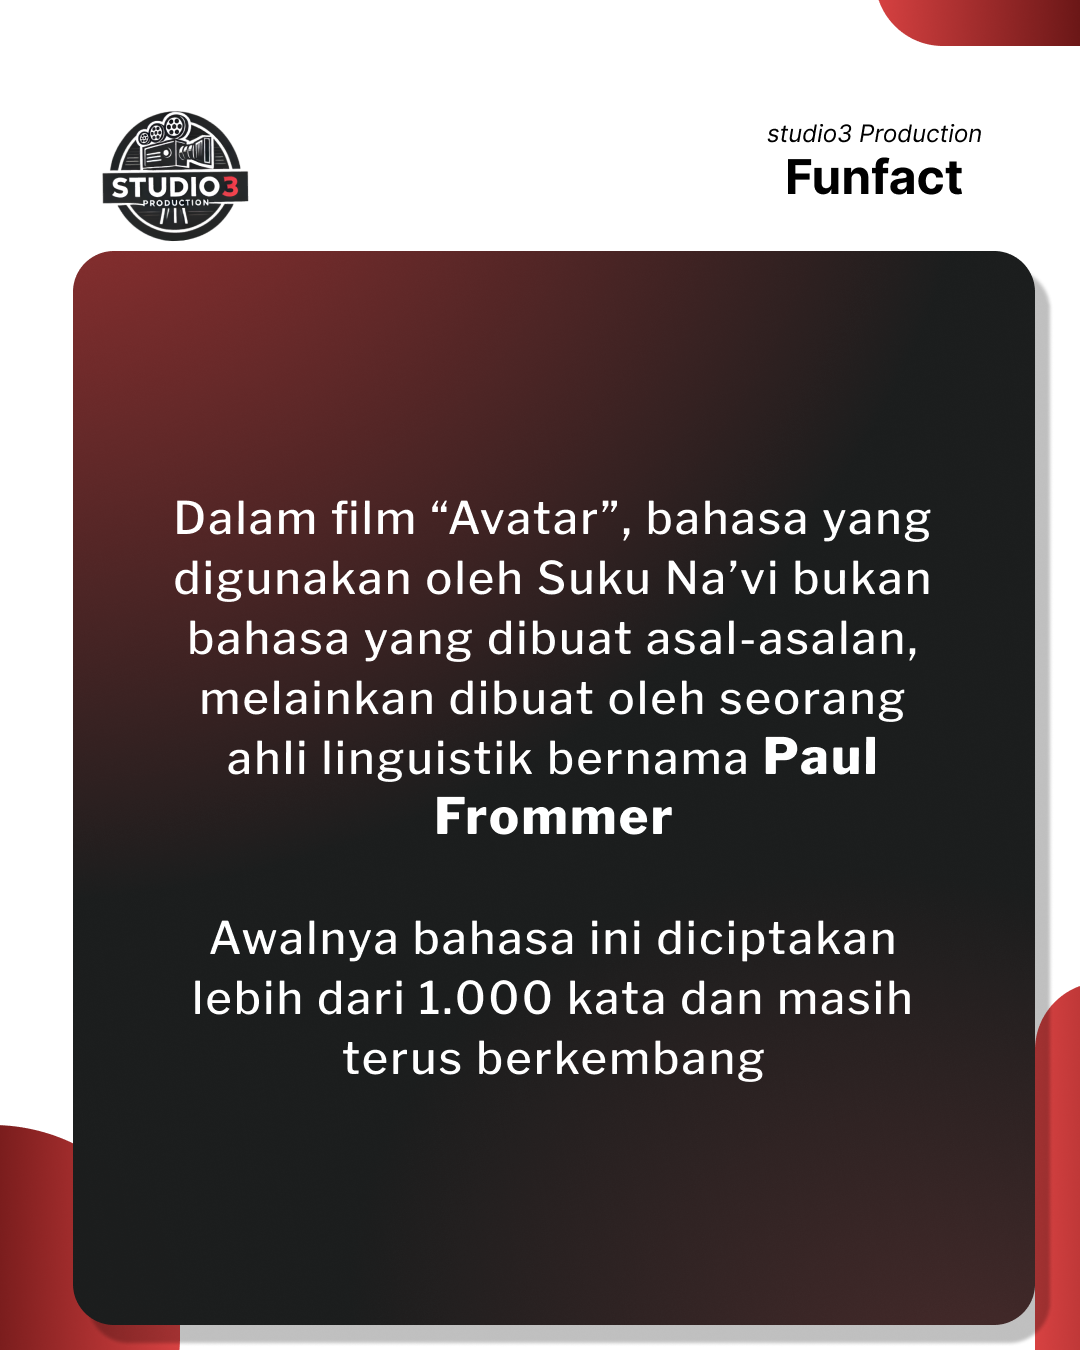 STUDIO3
PRODUCTION
studio3 Production
Funfact
Dalam film “Avatar”, bahasa yang
digunakan oleh Suku Na’vi bukan
bahasa yang dibuat asal-asalan,
melainkan dibuat oleh seorang
ahli linguistik bernama Paul
Frommer
Awalnya bahasa ini diciptakan
lebih dari 1.000 kata dan masih
terus berkembang